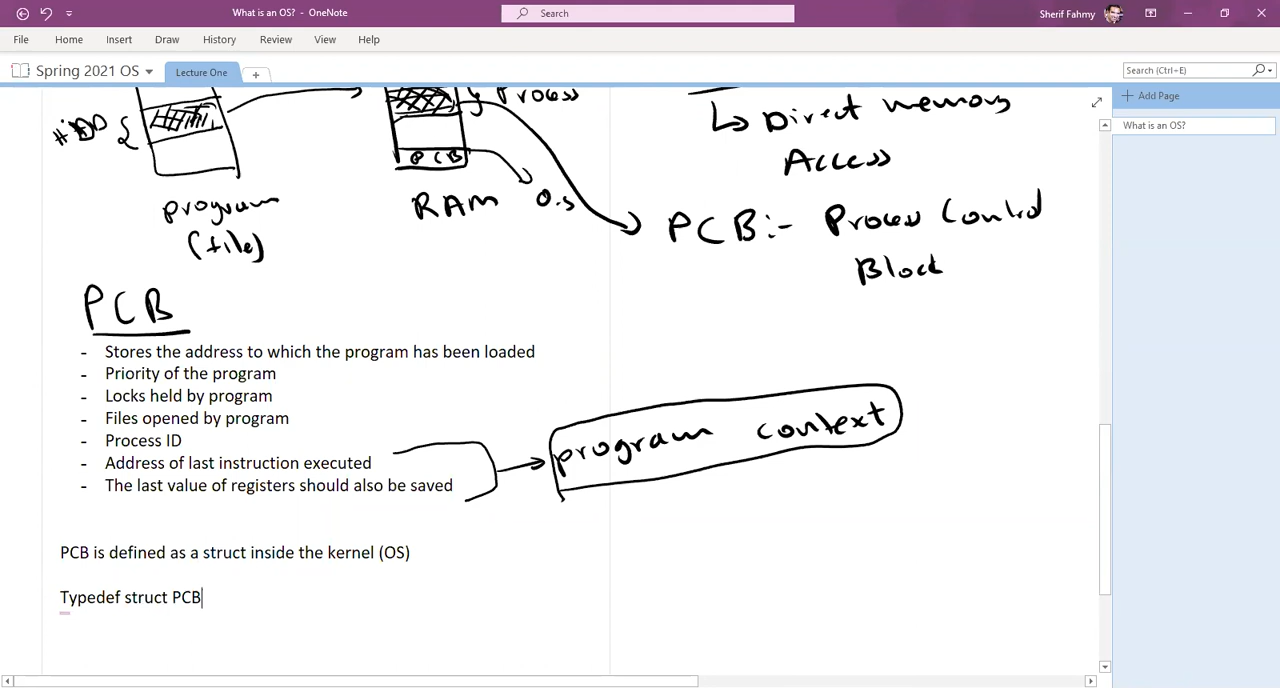 What is an OS? - OneNote
Search
Sherif Fahmy
File Home Insert Draw History Review View Help
Spring 2021 OS
Lecture One
Search (Ctrl+E)
Add Page
What is an OS?
Process
HDD
PCB
program
(file)
RAM
O.S
Direct memory
Access
PCB:- Process Control
Block
PCB
- Stores the address to which the program has been loaded
- Priority of the program
- Locks held by program
- Files opened by program
- Process ID
- Address of last instruction executed
- The last value of registers should also be saved
program context
PCB is defined as a struct inside the kernel (OS)
Typedef struct PCB